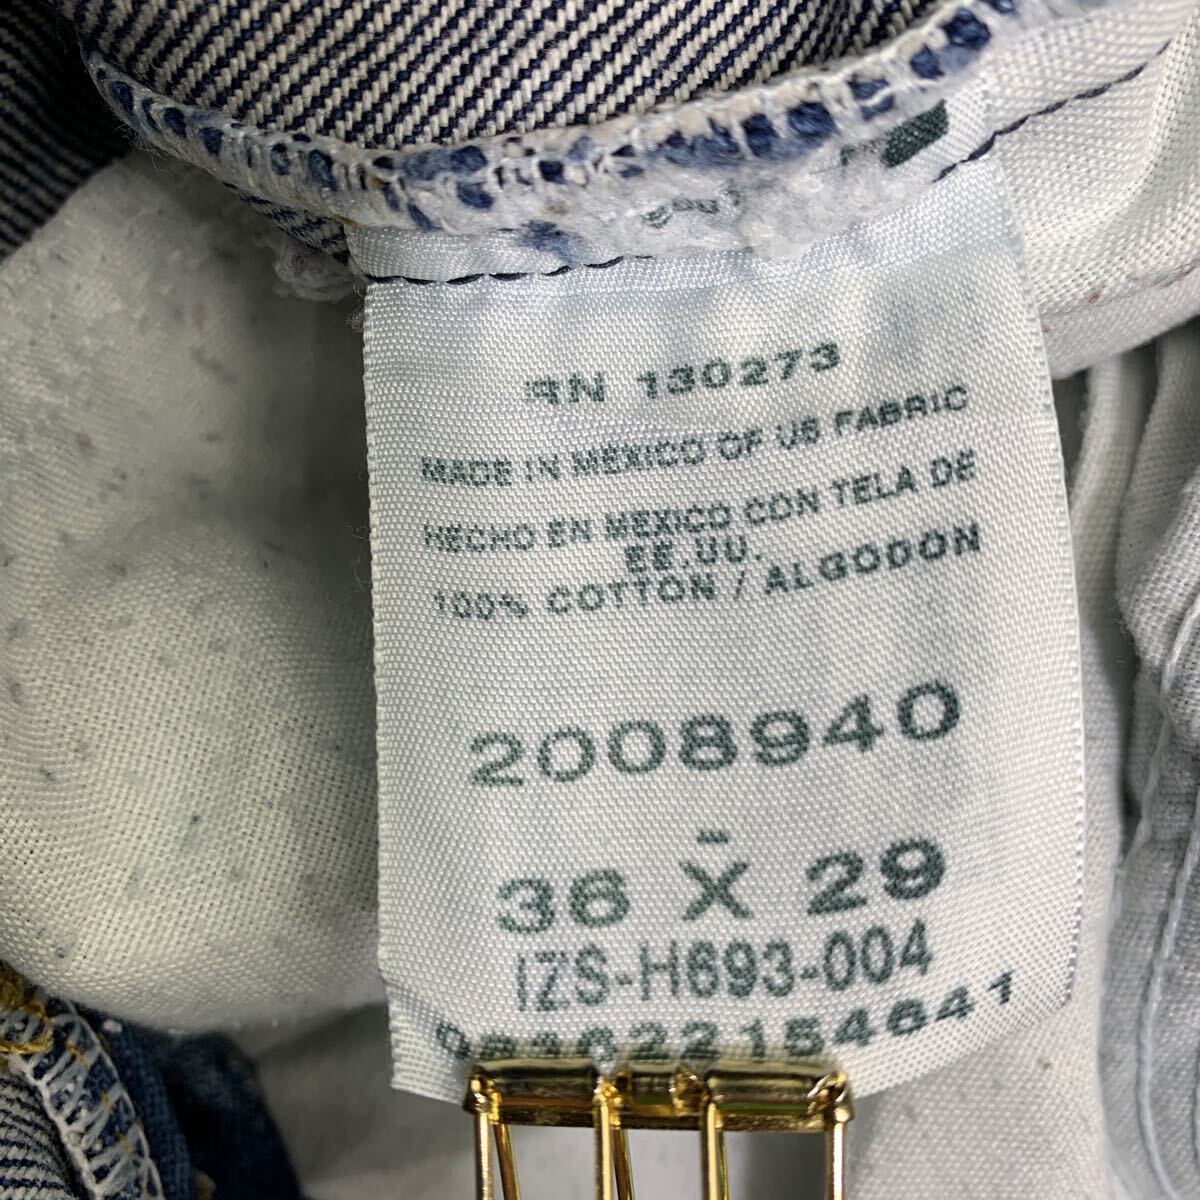 RN 130273
MADE IN MEXICO OF US FABRIC
HECHO EN MEXICO CON TELA DE
EE.UU.
100% COTTON / ALGODON
2008940
36 X 29
IZS-H693-004